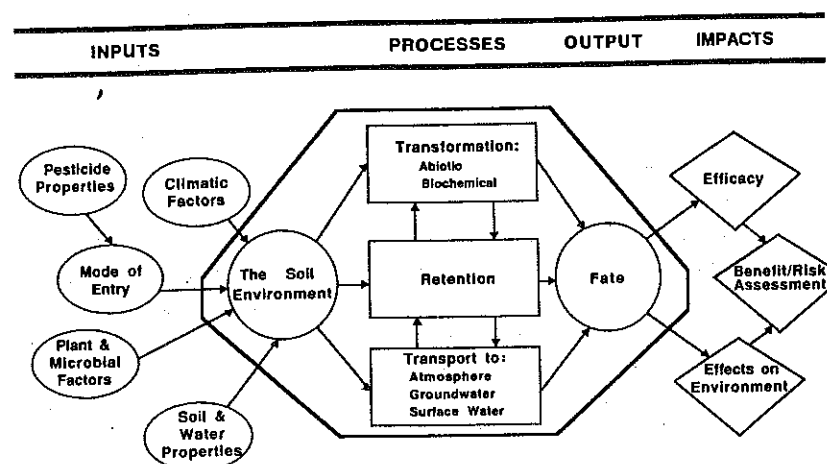 INPUTS PROCESSES OUTPUT IMPACTS
Pesticide
Properties
Climatic
Factors
Mode of
Entry
Plant &
Microbial
Factors
Soil &
Water
Properties
The Soil
Environment
Transformation:
Abiotic
Biochemical
Retention
Transport to:
Atmosphere
Groundwater
Surface Water
Fate
Efficacy
Benefit/Risk
Assessment
Effects on
Environment